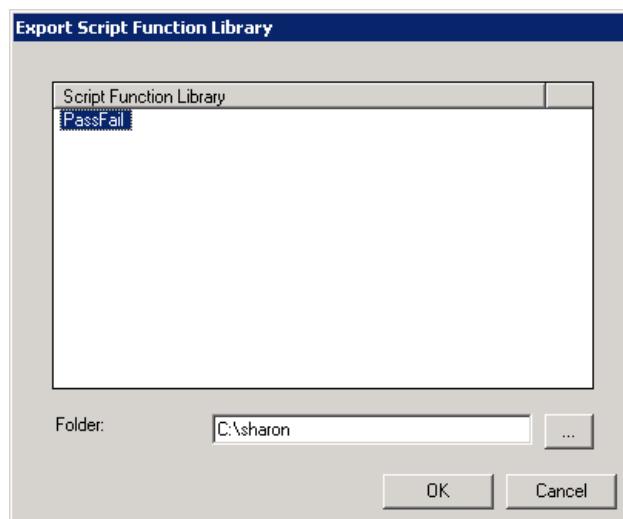 Export Script Function Library
Script Function Library
PassFail
Folder:
C:\sharon
...
OK
Cancel